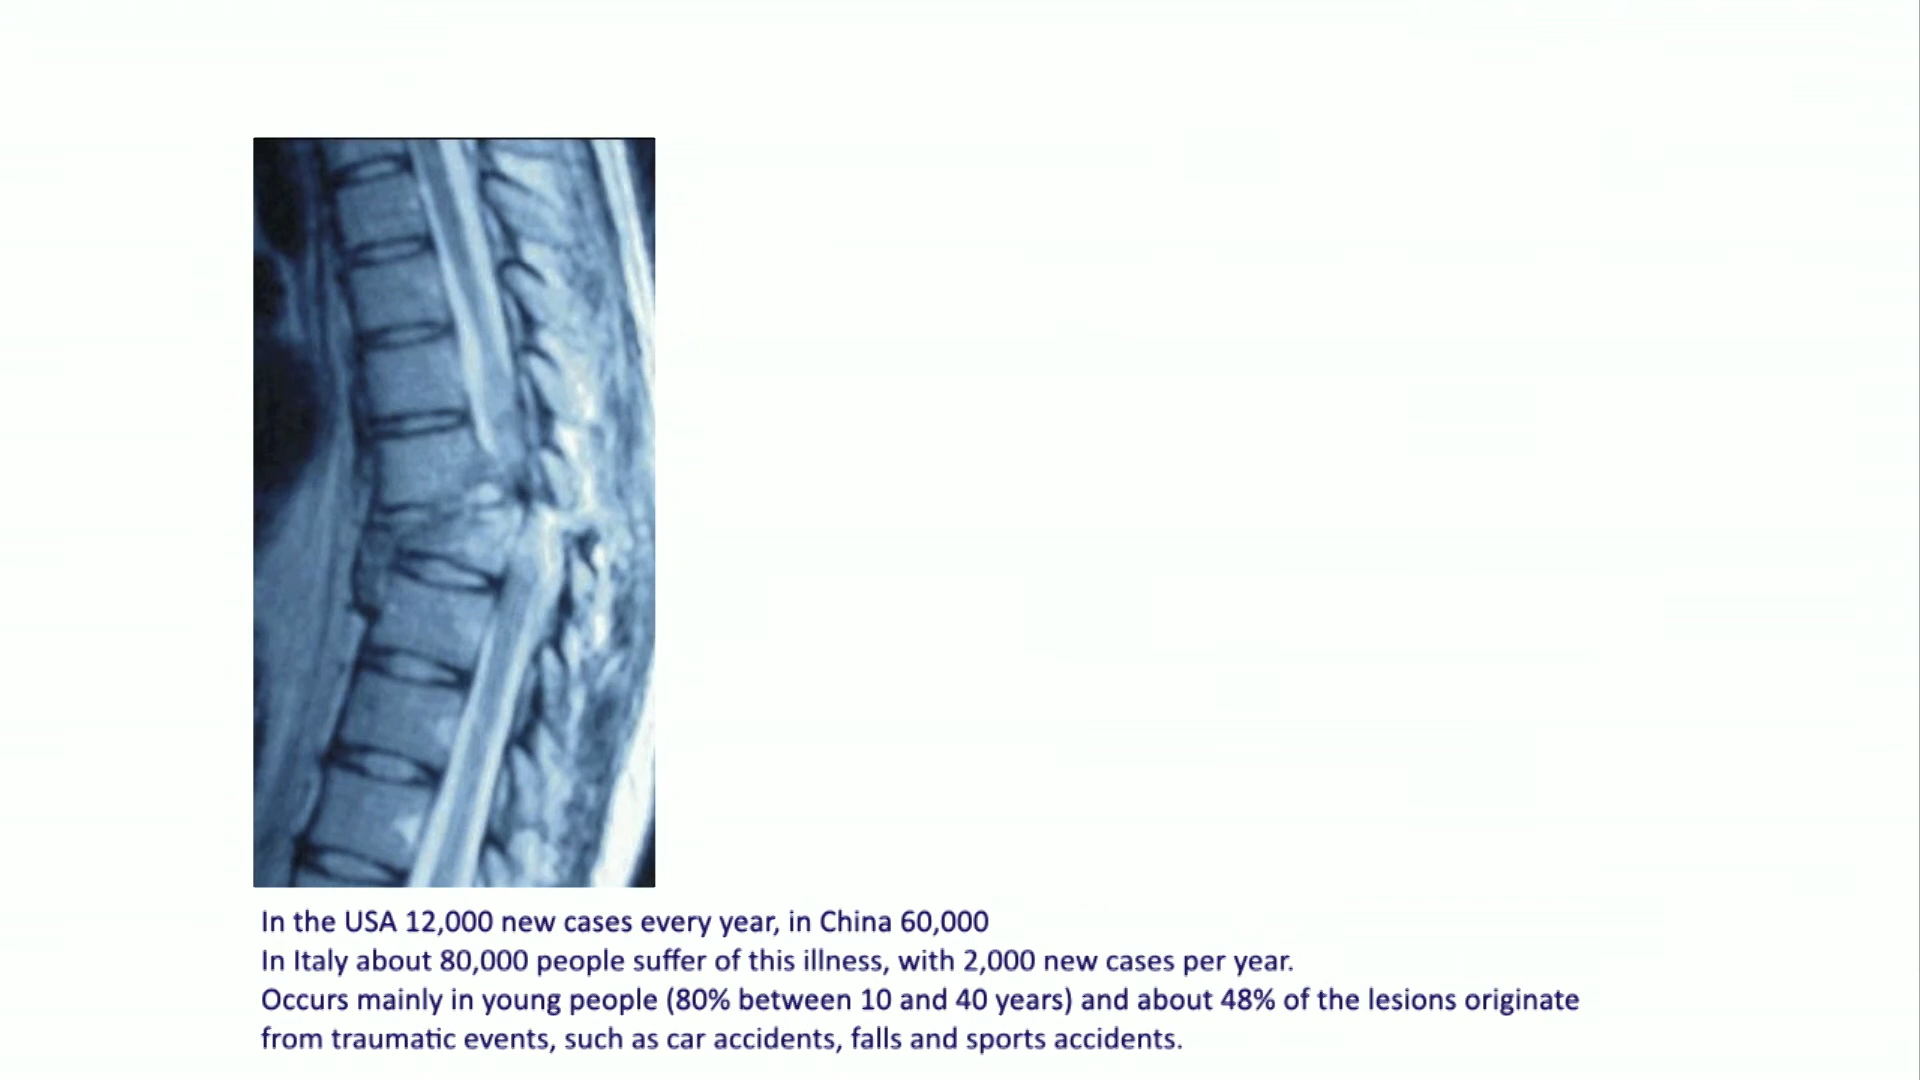 In the USA 12,000 new cases every year, in China 60,000
In Italy about 80,000 people suffer of this illness, with 2,000 new cases per year.
Occurs mainly in young people (80% between 10 and 40 years) and about 48% of the lesions originate
from traumatic events, such as car accidents, falls and sports accidents.